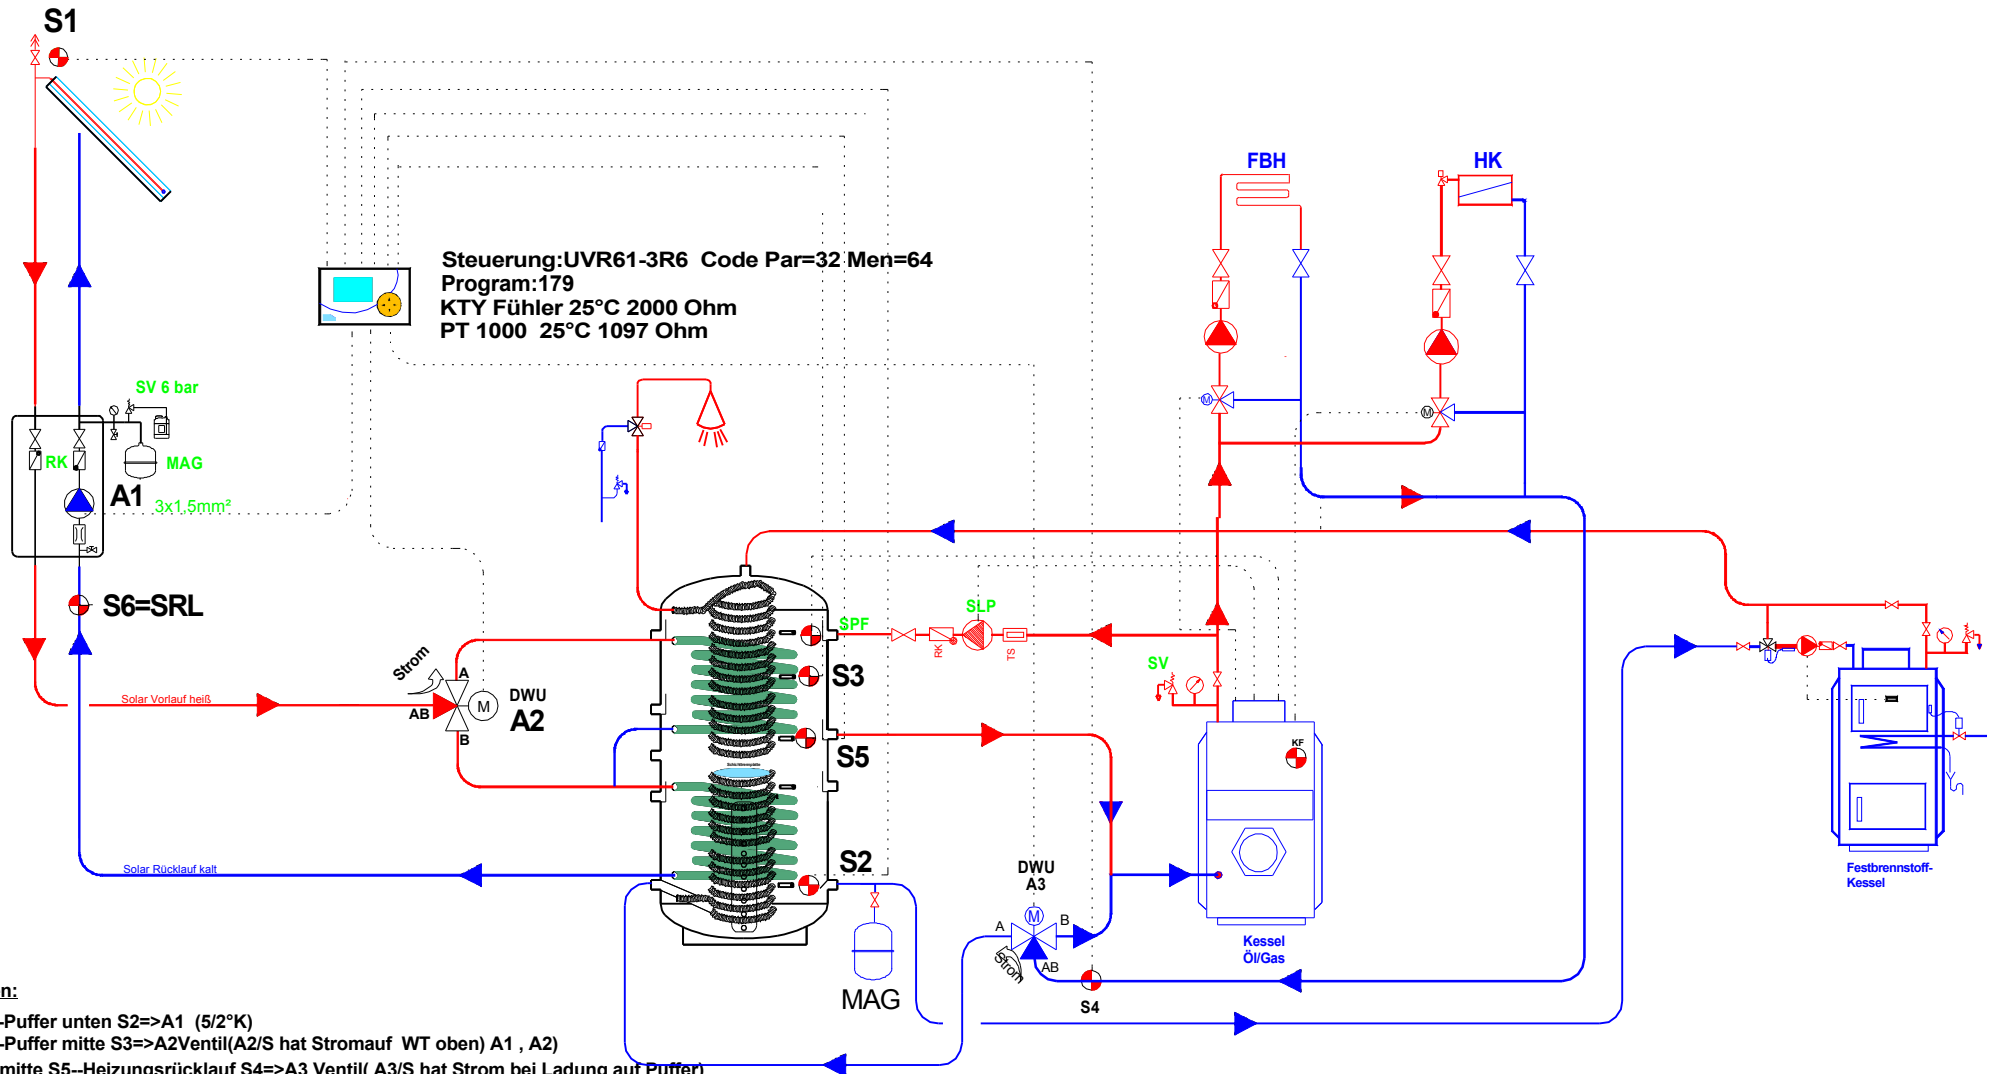 S1
FBH
HK
Steuerung:UVR61-3R6 Code Par=32 Men=64
Program:179
KTY Fühler 25°C 2000 Ohm
PT 1000 25°C 1097 Ohm
SV 6 bar
M
M
RK
MAG
A1
3x1,5mm²
S6=SRL
SPF
SLP
RK
TS
Strom
A
S3
SV
Solar Vorlauf heiß
AB
M
DWU
A2
B
S5
KF
Solar Rücklauf kalt
S2
DWU
A3
Festbrennstoff-
Kessel
M
A
B
Strom
AB
Kessel
Öl/Gas
MAG
S4
en:
-Puffer unten S2=>A1 (5/2°K)
-Puffer mitte S3=>A2Ventil(A2/S hat Stromauf WT oben) A1 , A2)
mitte S5--Heizungsrücklauf S4=>A3 Ventil( A3/S hat Strom bei Ladung auf Puffer)